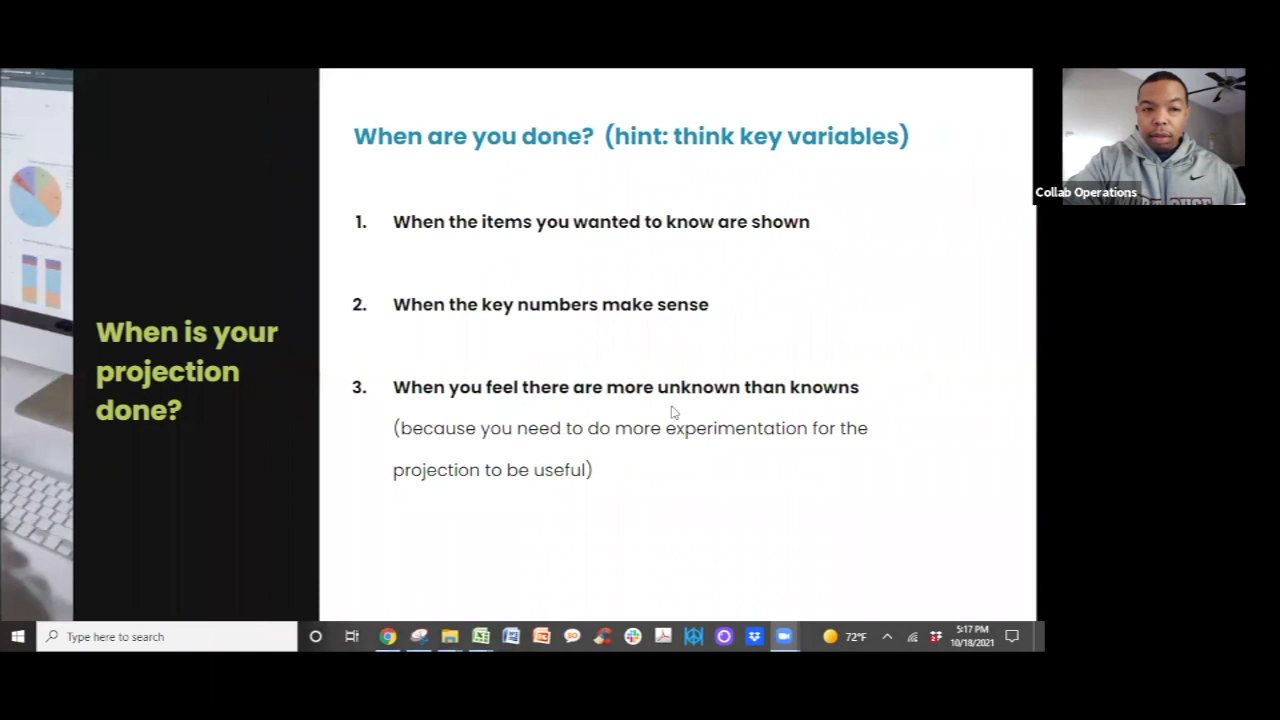 When are you done? (hint: think key variables)
1. When the items you wanted to know are shown
2. When the key numbers make sense
3. When you feel there are more unknown than knowns
(because you need to do more experimentation for the
projection to be useful)
When is your
projection
done?
Collab Operations
Type here to search
72°F
5:17 PM
10/18/2021